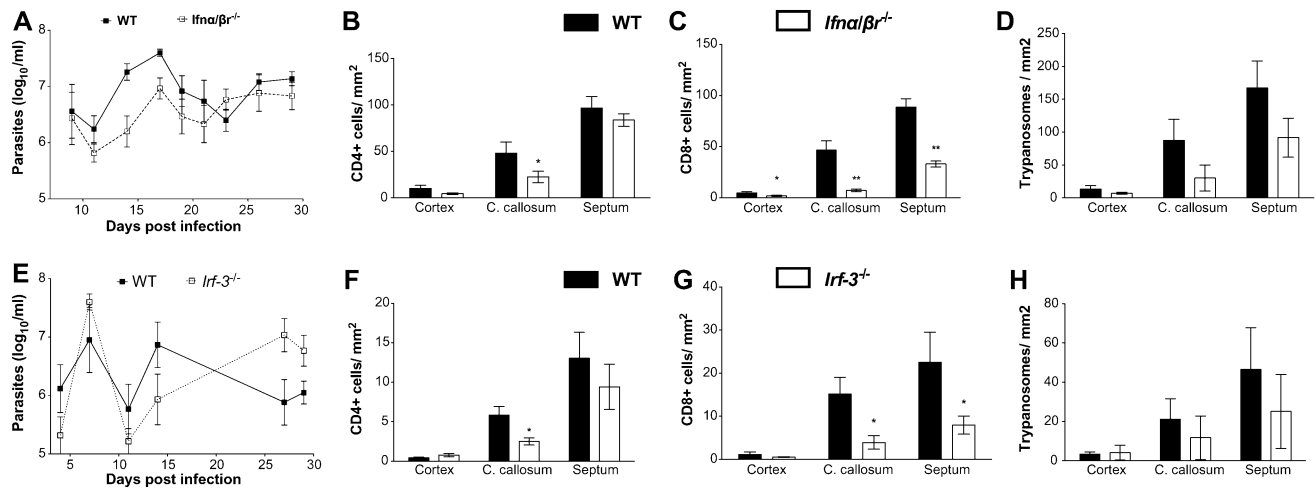 A
WT
Ifnα/βr-/-
Parasites (log10/ml)
8
7
6
5
10
15
20
25
30
Days post infection
B
WT
CD4+ cells/ mm2
150
100
50
0
*
Cortex
C. callosum
Septum
C
Ifnα/βr-/-
CD8+ cells/ mm2
150
100
50
0
*
**
**
Cortex
C. callosum
Septum
D
Trypanosomes / mm2
250
200
150
100
50
0
Cortex
C. callosum
Septum
E
WT
Irf-3-/-
Parasites (log10/ml)
8
7
6
5
5
10
15
20
25
30
Days post infection
F
WT
CD4+ cells/ mm2
20
15
10
5
0
*
Cortex
C. callosum
Septum
G
Irf-3-/-
CD8+ cells/ mm2
40
30
20
10
0
*
*
Cortex
C. callosum
Septum
H
Trypanosomes/ mm2
80
60
40
20
0
Cortex
C. callosum
Septum